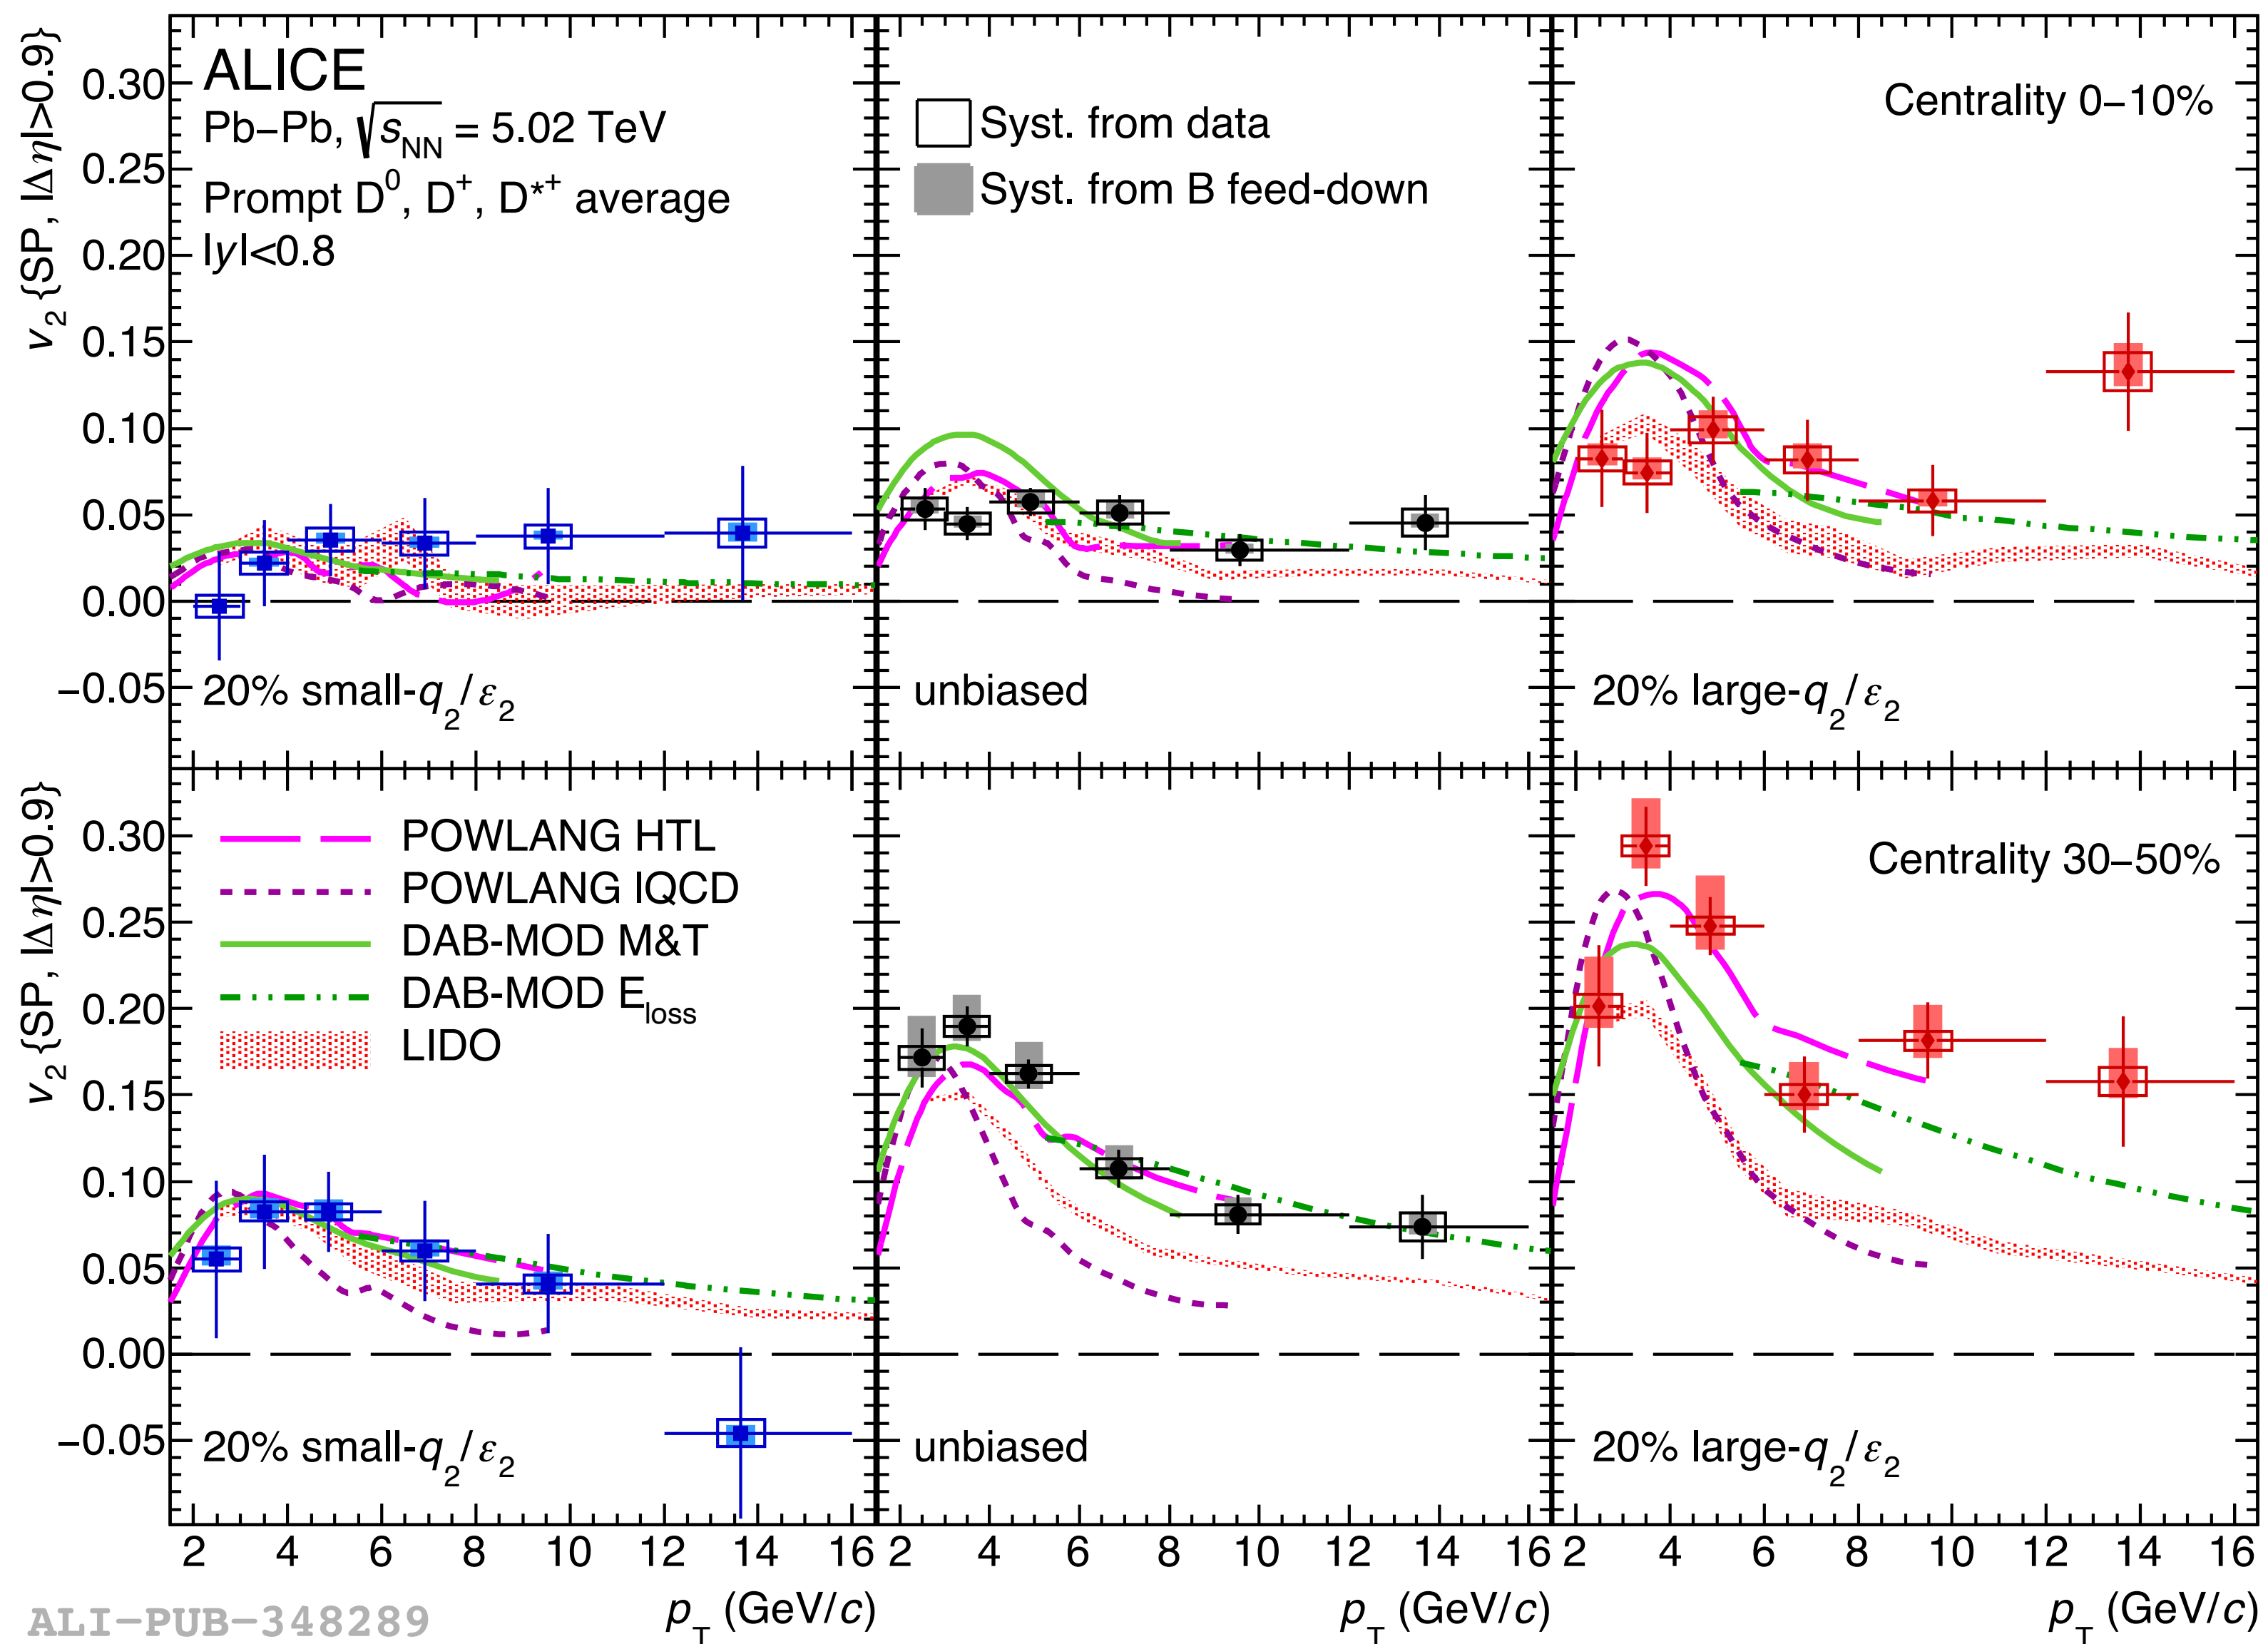 ALICE
Pb–Pb, √s_NN = 5.02 TeV
Prompt D⁰, D⁺, D*⁺ average
|y|<0.8
Syst. from data
Syst. from B feed-down
Centrality 0–10%
v₂ {SP, |Δη|>0.9}
0.30
0.25
0.20
0.15
0.10
0.05
0.00
−0.05
20% small-q₂/ε₂
unbiased
20% large-q₂/ε₂
POWLANG HTL
POWLANG lQCD
DAB-MOD M&T
DAB-MOD E_loss
LIDO
Centrality 30–50%
v₂ {SP, |Δη|>0.9}
0.30
0.25
0.20
0.15
0.10
0.05
0.00
−0.05
20% small-q₂/ε₂
unbiased
20% large-q₂/ε₂
2 4 6 8 10 12 14 16 2 4 6 8 10 12 14 16 2 4 6 8 10 12 14 16
p_T (GeV/c) p_T (GeV/c) p_T (GeV/c)
ALI-PUB-348289